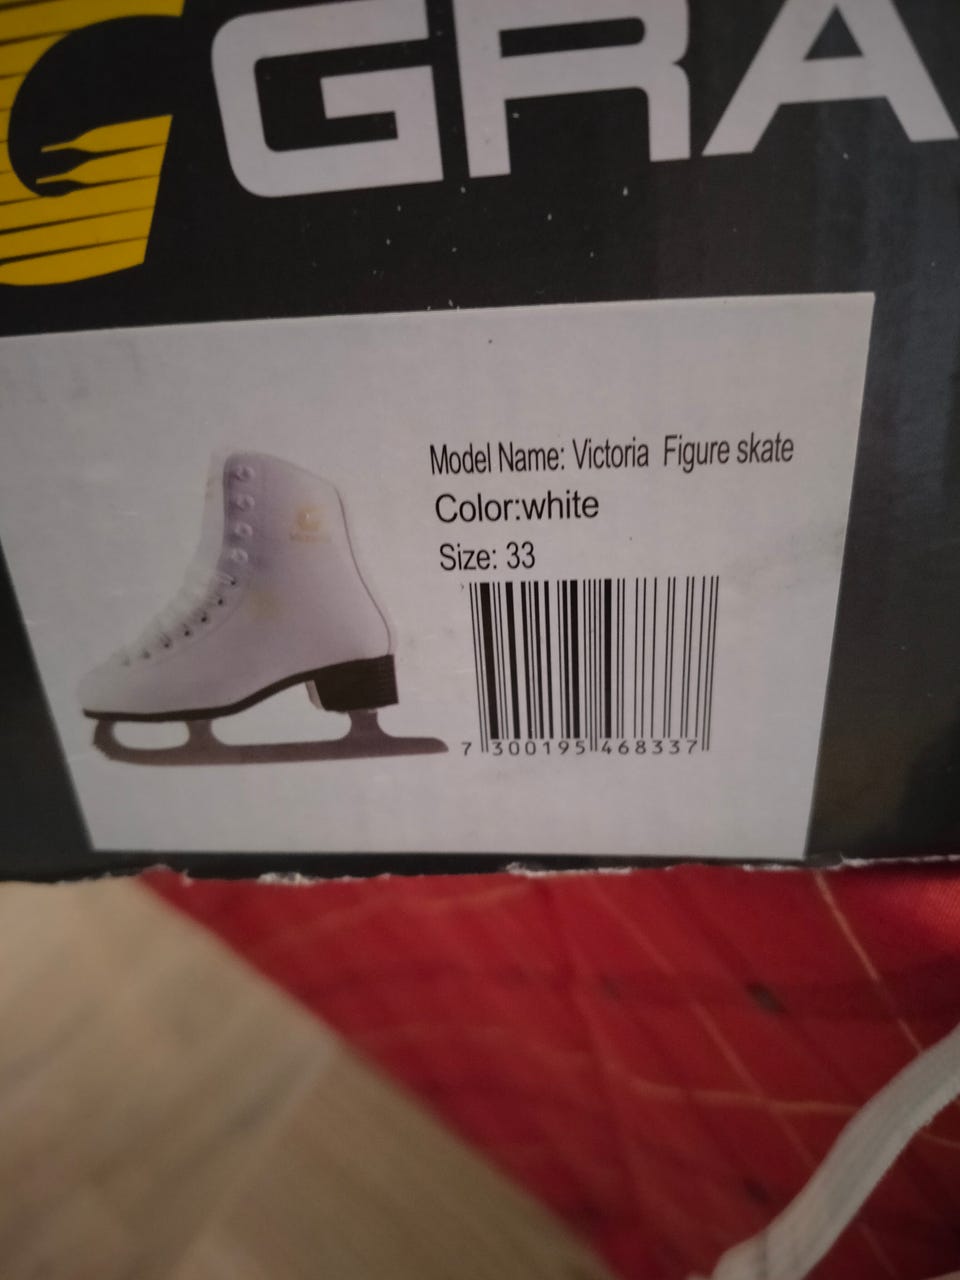 GRA
Model Name: Victoria Figure skate
Color:white
Size: 33
7 300195 468337